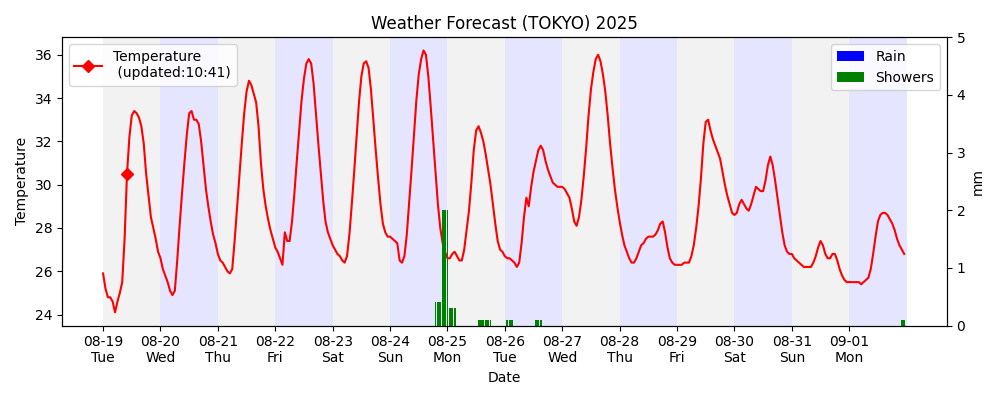 Weather Forecast (TOKYO) 2025
Temperature
(updated:10:41)
Rain
Showers
Temperature
36
34
32
30
28
26
24
5
4
3
2
1
0
mm
08-19 08-20 08-21 08-22 08-23 08-24 08-25 08-26 08-27 08-28 08-29 08-30 08-31 09-01
Tue Wed Thu Fri Sat Sun Mon Tue Wed Thu Fri Sat Sun Mon
Date